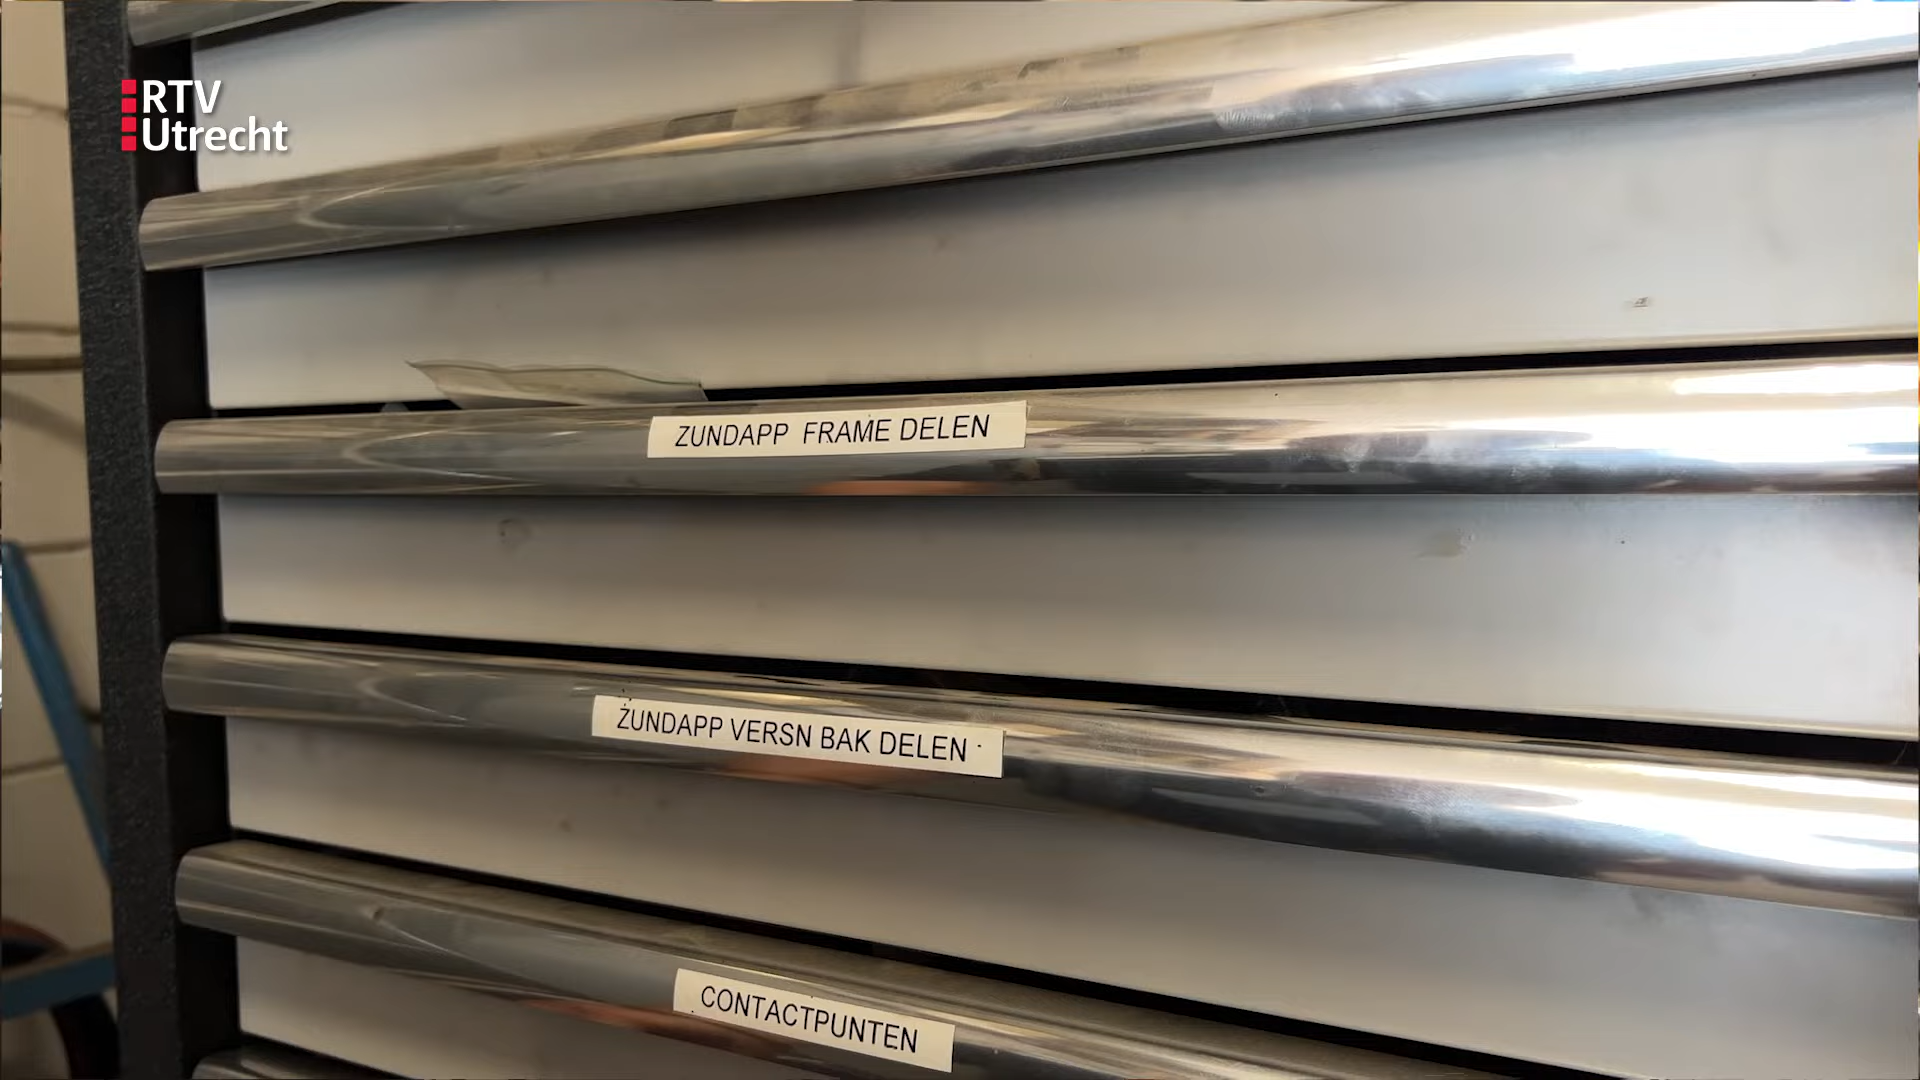 RTV
Utrecht
ZUNDAPP FRAME DELEN
ZUNDAPP VERSN BAK DELEN
CONTACTPUNTEN